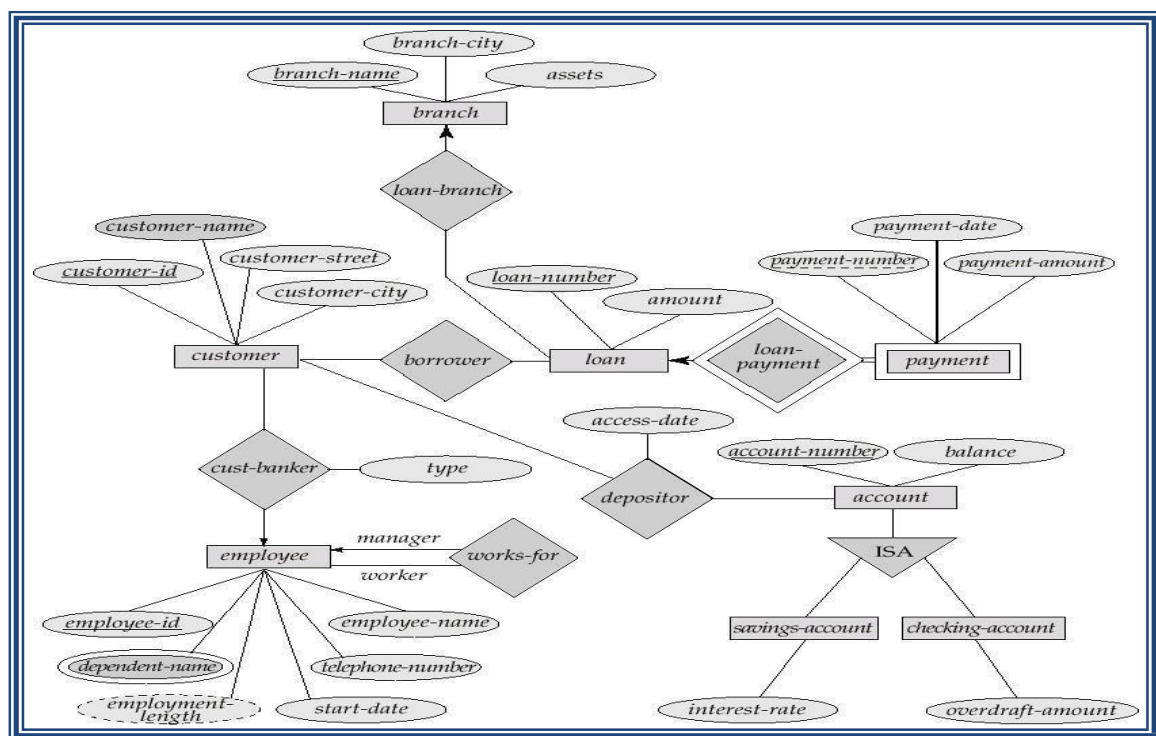 branch-city
branch-name
assets
branch
loan-branch
customer-name
payment-date
customer-street
customer-id
loan-number
payment-number
payment-amount
customer-city
amount
customer
borrower
loan
loan-
payment
payment
access-date
account-number
balance
cust-banker
type
depositor
account
manager
ISA
employee
works-for
worker
employee-id
employee-name
savings-account
checking-account
dependent-name
telephone-number
employment-
length
start-date
interest-rate
overdraft-amount